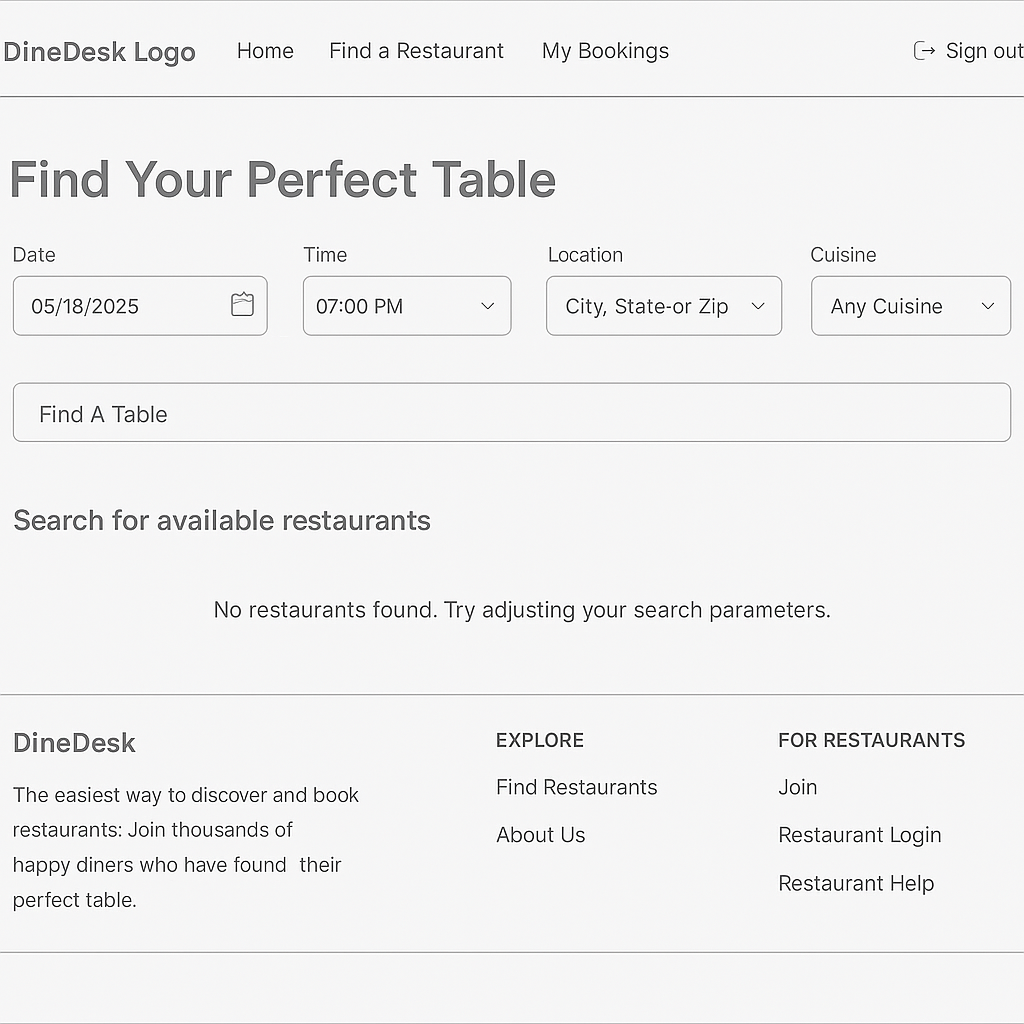 DineDesk Logo Home Find a Restaurant My Bookings Sign out
Find Your Perfect Table
Date Time Location Cuisine
05/18/2025 07:00 PM City, State-or Zip Any Cuisine
Find A Table
Search for available restaurants
No restaurants found. Try adjusting your search parameters.
DineDesk
The easiest way to discover and book
restaurants: Join thousands of
happy diners who have found their
perfect table.
EXPLORE
Find Restaurants
About Us
FOR RESTAURANTS
Join
Restaurant Login
Restaurant Help